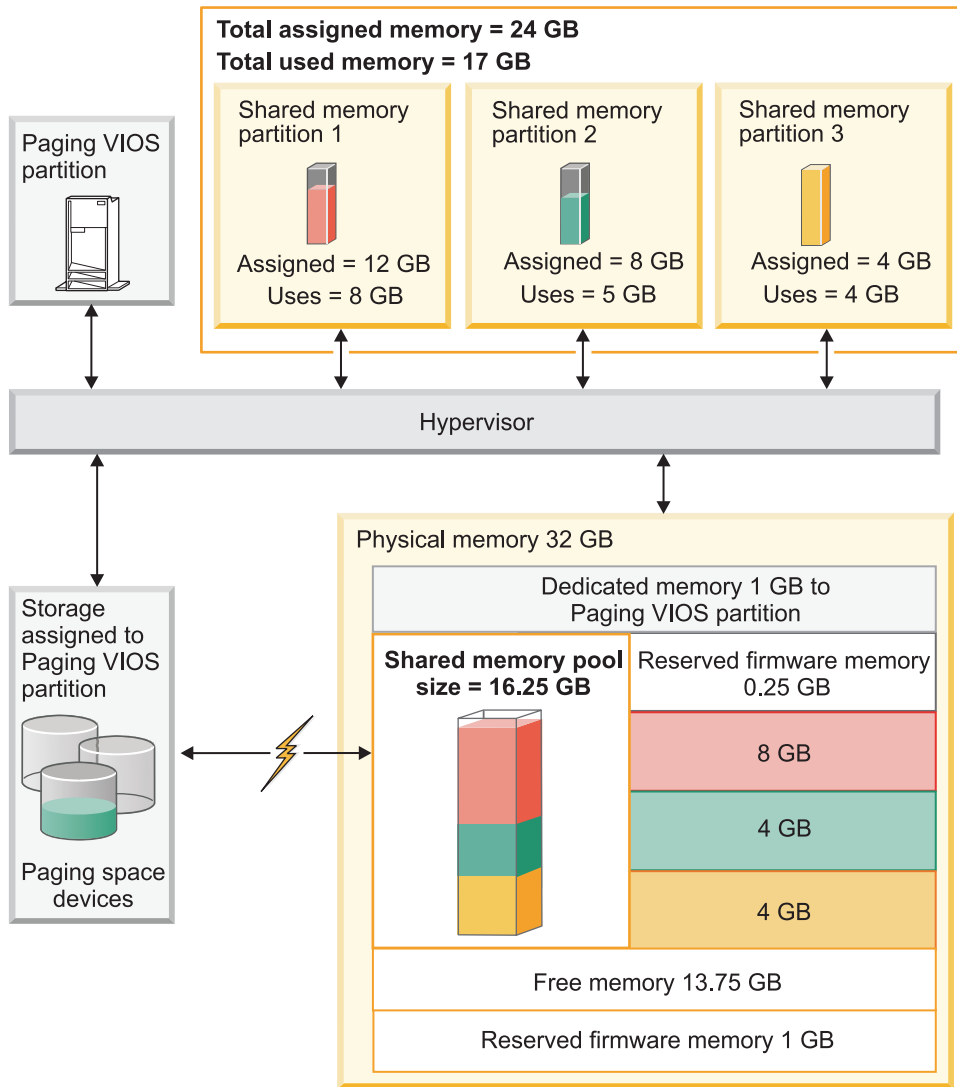 Total assigned memory = 24 GB
Total used memory = 17 GB
Paging VIOS
partition
Shared memory
partition 1
Assigned = 12 GB
Uses = 8 GB
Shared memory
partition 2
Assigned = 8 GB
Uses = 5 GB
Shared memory
partition 3
Assigned = 4 GB
Uses = 4 GB
Hypervisor
Storage
assigned to
Paging VIOS
partition
Paging space
devices
Physical memory 32 GB
Dedicated memory 1 GB to
Paging VIOS partition
Shared memory pool
size = 16.25 GB
Reserved firmware memory
0.25 GB
8 GB
4 GB
4 GB
Free memory 13.75 GB
Reserved firmware memory 1 GB